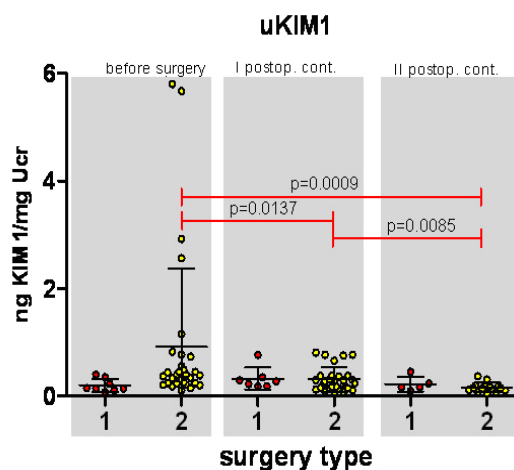 uKIM1
before surgery I postop. cont. II postop. cont.
6
4
2
0
ng KIM 1/mg Ucr
p=0.0009
p=0.0137
p=0.0085
1 2 1 2 1 2
surgery type